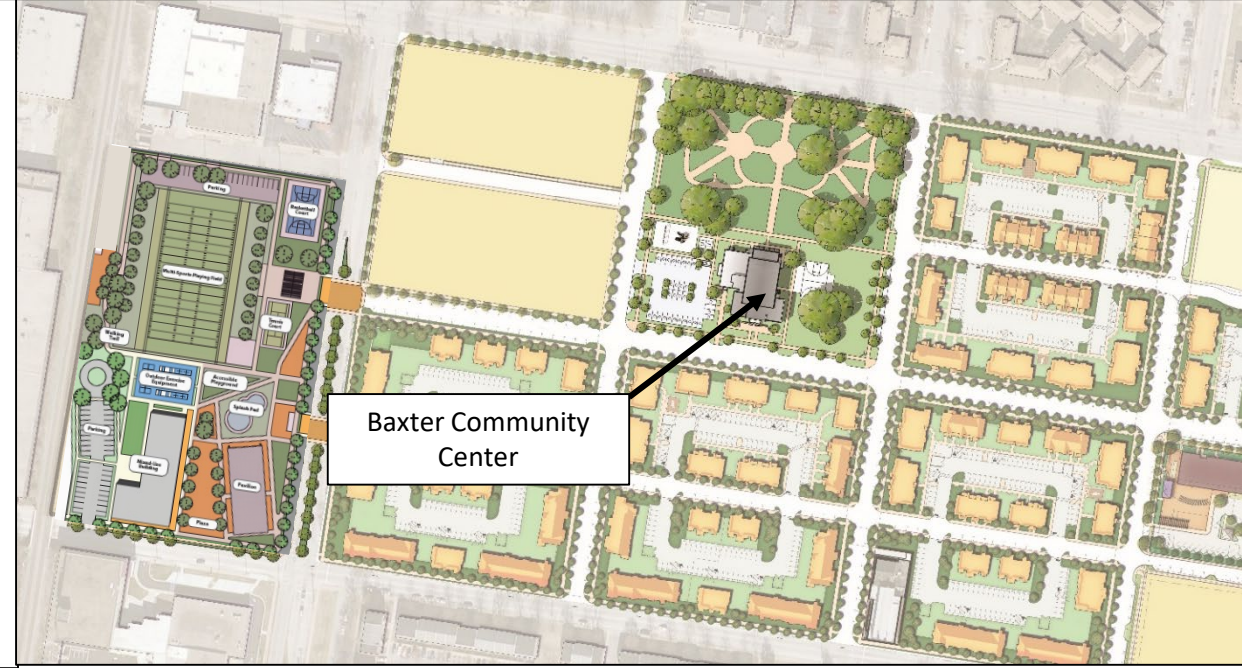 Parking
Basketball
Court
Multi-Sports Playing Field
Tennis
Court
Walking
Trail
Outdoor Exercise
Equipment
Accessible
Playground
Splash Pad
Parking
Mixed-Use
Building
Pavilion
Plaza
Baxter Community
Center